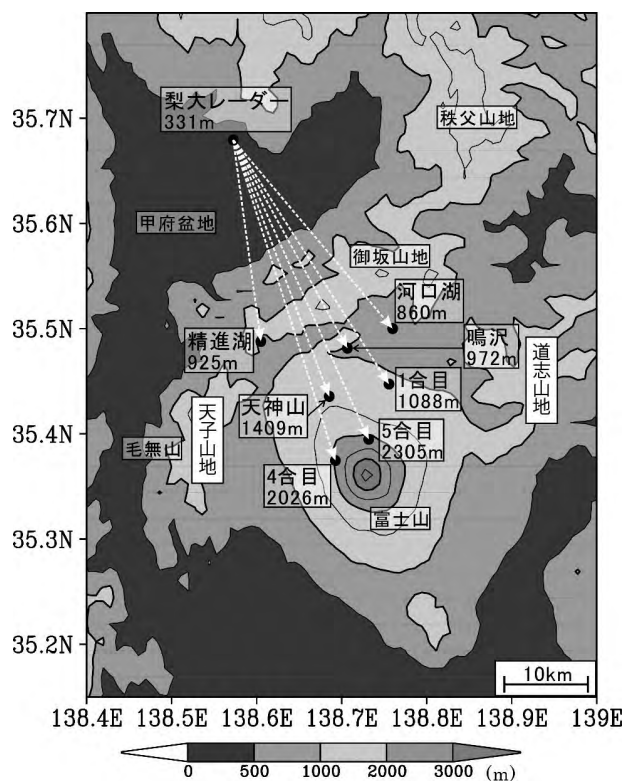 35.7N
35.6N
35.5N
35.4N
35.3N
35.2N
梨大レーダー
331m
秩父山地
甲府盆地
御坂山地
河口湖
860m
精進湖
925m
鳴沢
972m
道志山地
1合目
1088m
天神山
1409m
天子山地
毛無山
5合目
2305m
4合目
2026m
富士山
10km
138.4E 138.5E 138.6E 138.7E 138.8E 138.9E 139E
0 500 1000 2000 3000 (m)